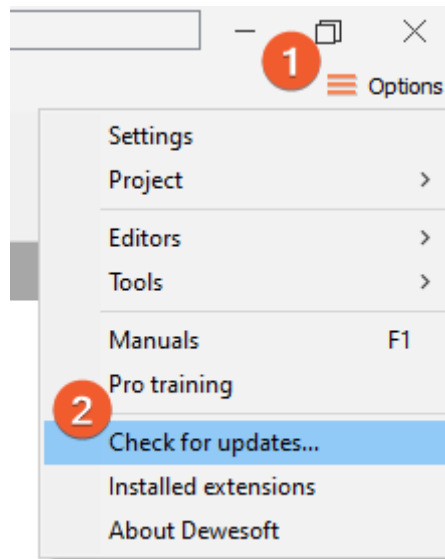 1
Options
Settings
Project
Editors
Tools
Manuals F1
Pro training
2
Check for updates...
Installed extensions
About Dewesoft